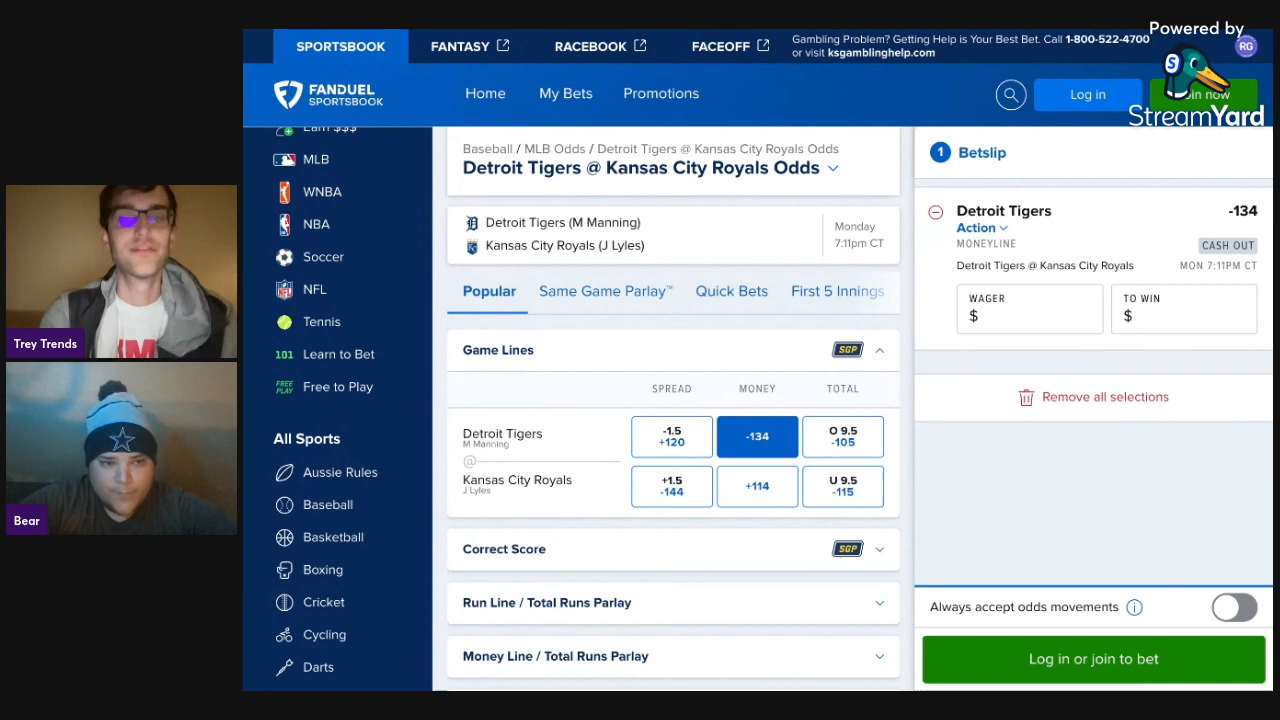 Powered by
StreamYard
SPORTSBOOK
FANTASY
RACEBOOK
FACEOFF
Gambling Problem? Getting Help is Your Best Bet. Call 1-800-522-4700
or visit ksgamblinghelp.com
RG
FANDUEL
SPORTSBOOK
Home
My Bets
Promotions
Log in
Join now
Earn $$$
MLB
WNBA
NBA
Soccer
NFL
Tennis
101 Learn to Bet
FREE PLAY Free to Play
All Sports
Aussie Rules
Baseball
Basketball
Boxing
Cricket
Cycling
Darts
Baseball / MLB Odds / Detroit Tigers @ Kansas City Royals Odds
Detroit Tigers @ Kansas City Royals Odds
Detroit Tigers (M Manning)
Kansas City Royals (J Lyles)
Monday
7:11pm CT
Popular
Same Game Parlay™
Quick Bets
First 5 Innings
Game Lines
SGP
SPREAD
MONEY
TOTAL
Detroit Tigers
M Manning
-1.5
+120
-134
O 9.5
-105
@
Kansas City Royals
J Lyles
+1.5
-144
+114
U 9.5
-115
Correct Score
SGP
Run Line / Total Runs Parlay
Money Line / Total Runs Parlay
1 Betslip
Detroit Tigers
-134
Action
MONEYLINE
CASH OUT
Detroit Tigers @ Kansas City Royals
MON 7:11PM CT
WAGER
$
TO WIN
$
Remove all selections
Always accept odds movements
Log in or join to bet
Trey Trends
Bear